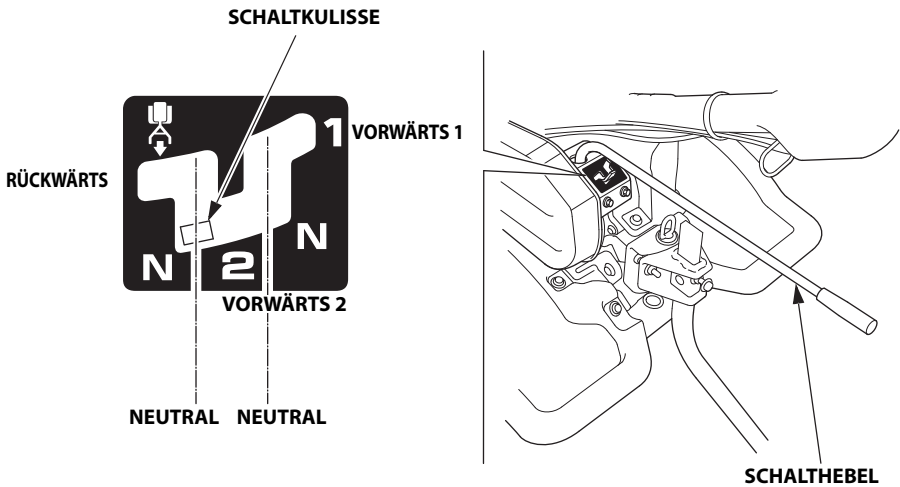 SCHALTKULISSE
1 VORWÄRTS 1
RÜCKWÄRTS
N 2 N
VORWÄRTS 2
NEUTRAL NEUTRAL
SCHALTHEBEL